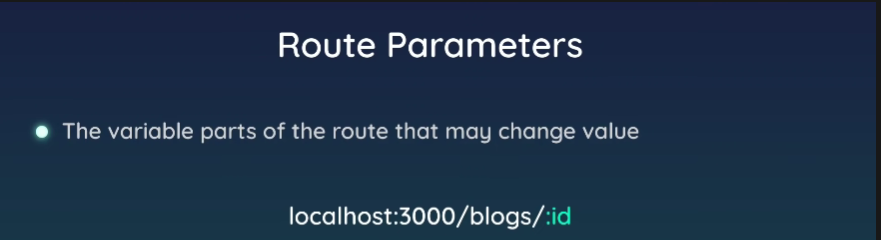 Route Parameters
The variable parts of the route that may change value
localhost:3000/blogs/:id